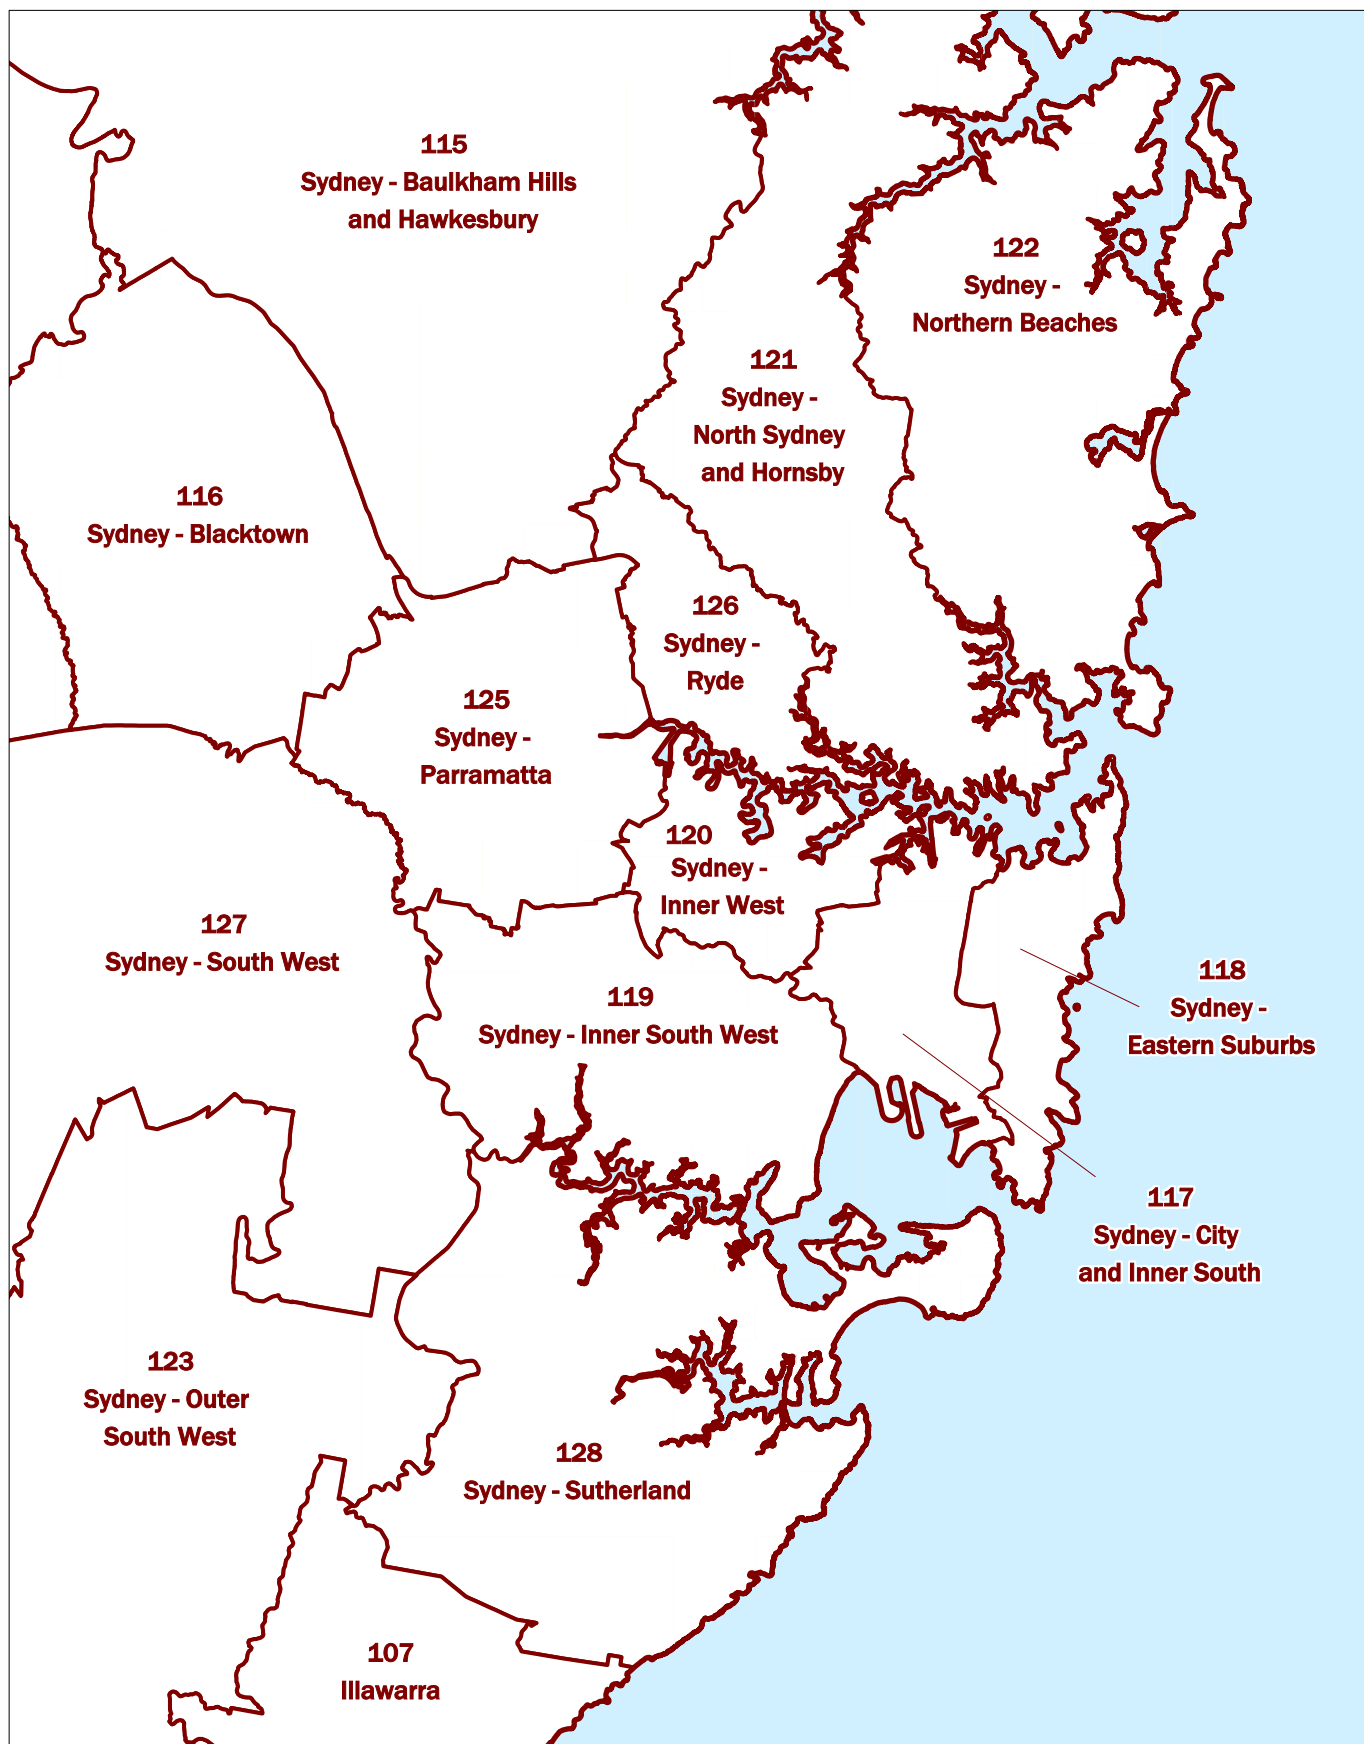 115
Sydney - Baulkham Hills
and Hawkesbury
122
Sydney -
Northern Beaches
121
Sydney -
North Sydney
and Hornsby
116
Sydney - Blacktown
126
Sydney -
Ryde
125
Sydney -
Parramatta
120
Sydney -
Inner West
127
Sydney - South West
118
Sydney -
Eastern Suburbs
119
Sydney - Inner South West
117
Sydney - City
and Inner South
123
Sydney - Outer
South West
128
Sydney - Sutherland
107
Illawarra